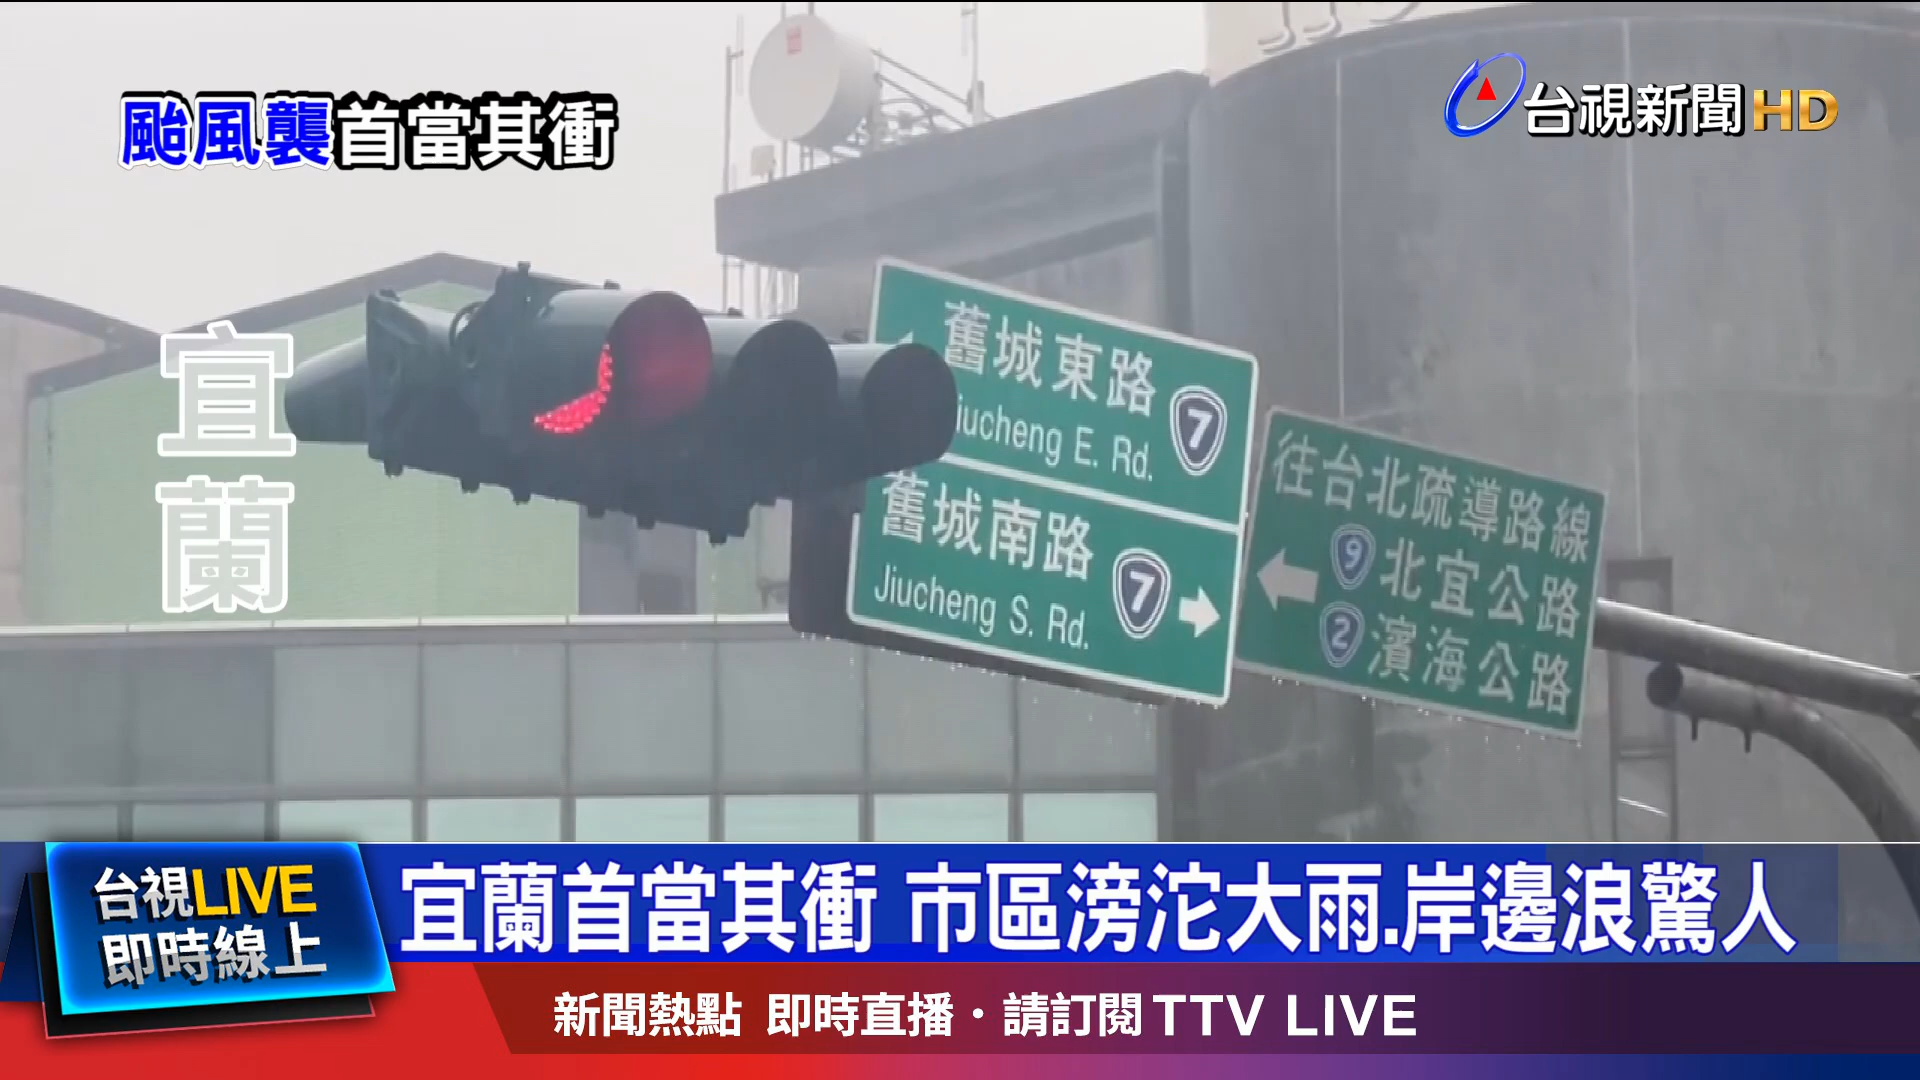 颱風襲首當其衝
台視新聞HD
宜蘭
舊城東路 7
iucheng E. Rd.
舊城南路 7
Jiucheng S. Rd.
往台北疏導路線
9 北宜公路
2 濱海公路
台視LIVE
即時線上
宜蘭首當其衝 市區滂沱大雨.岸邊浪驚人
新聞熱點 即時直播・請訂閱TTV LIVE